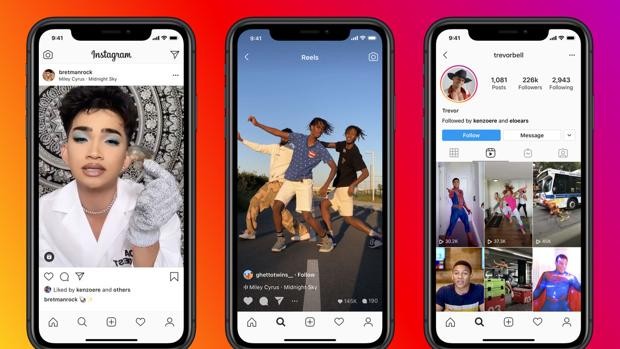 9:41
Instagram
bretmanrock
Miley Cyrus · Midnight Sky
Liked by kenzoere and others
bretmanrock
9:41
Reels
ghettotwins__ · Follow
Miley Cyrus · Midnight-Sky
145K
190
9:41
trevorbell
1,081
226k
2,943
Posts
Followers
Following
Trevor
Followed by kenzoere and eloears
Follow
Message
30.2K
37.3K
45K